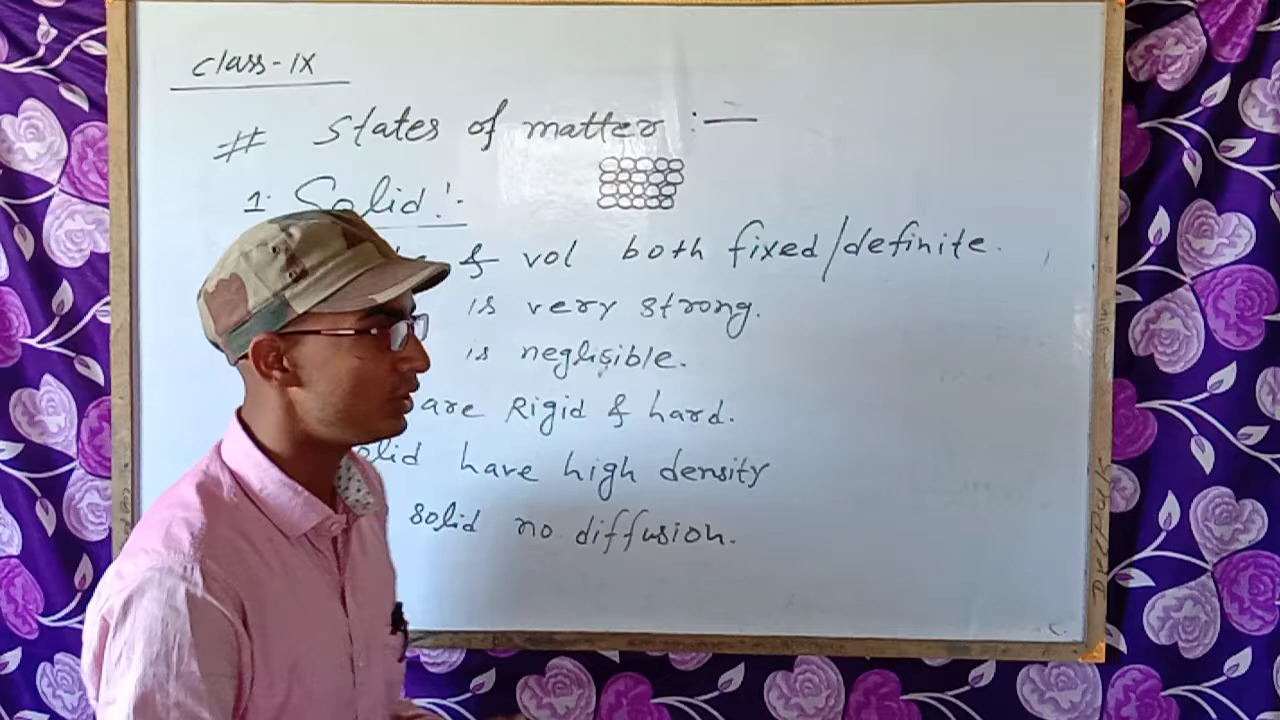 class-IX
# States of matter :—
1. Solid :-
& vol both fixed/definite.
is very strong.
is negligible.
are Rigid & hard.
olid have high density
solid no diffusion.